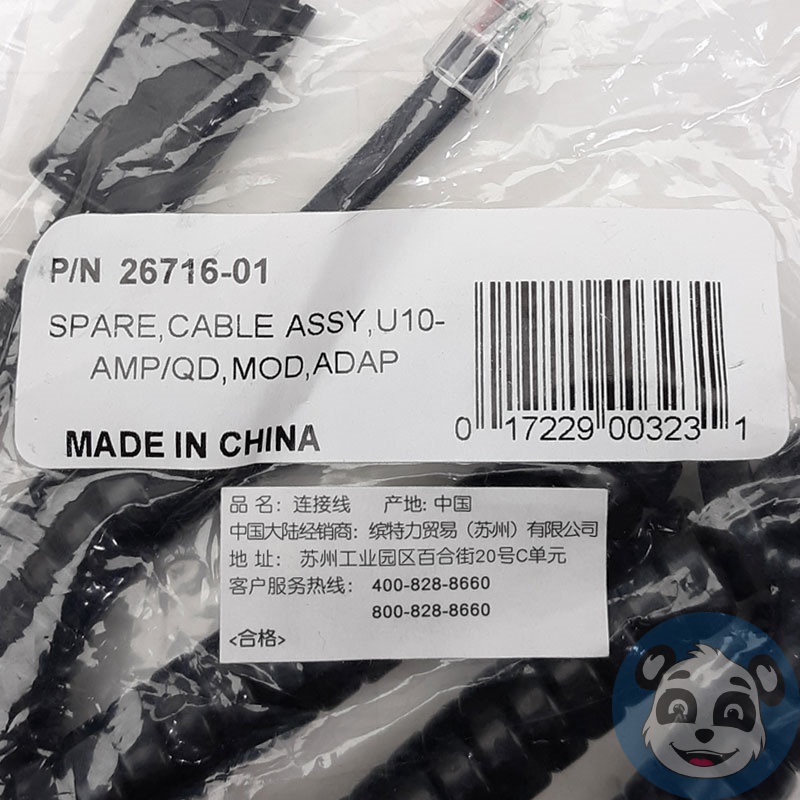 P/N 26716-01
SPARE,CABLE ASSY,U10-
AMP/QD,MOD,ADAP
MADE IN CHINA
0 17229 00323 1
品 名: 连接线 产地: 中国
中国大陆经销商: 缤特力贸易（苏州）有限公司
地 址: 苏州工业园区百合街20号C单元
客户服务热线: 400-828-8660
800-828-8660
<合格>